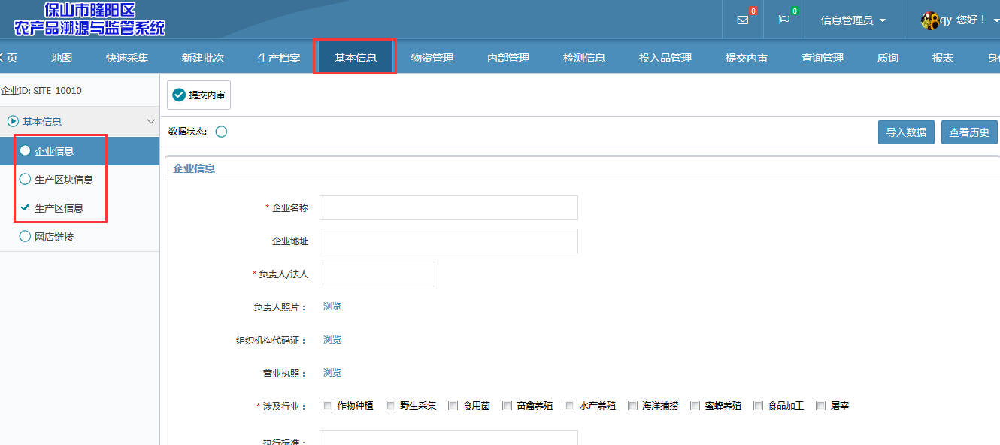 保山市隆阳区
农产品溯源与监管系统
0
0
信息管理员
qy-您好！
页 地图 快速采集 新建批次 生产档案 基本信息 物资管理 内部管理 检测信息 投入品管理 提交内审 查询管理 质询 报表
企业ID: SITE_10010
基本信息
企业信息
生产区块信息
生产区信息
网店链接
提交内审
数据状态:
导入数据 查看历史
企业信息
* 企业名称
企业地址
* 负责人/法人
负责人照片： 浏览
组织机构代码证： 浏览
营业执照： 浏览
* 涉及行业： 作物种植 野生采集 食用菌 畜禽养殖 水产养殖 海洋捕捞 蜜蜂养殖 食品加工 屠宰
执行标准：